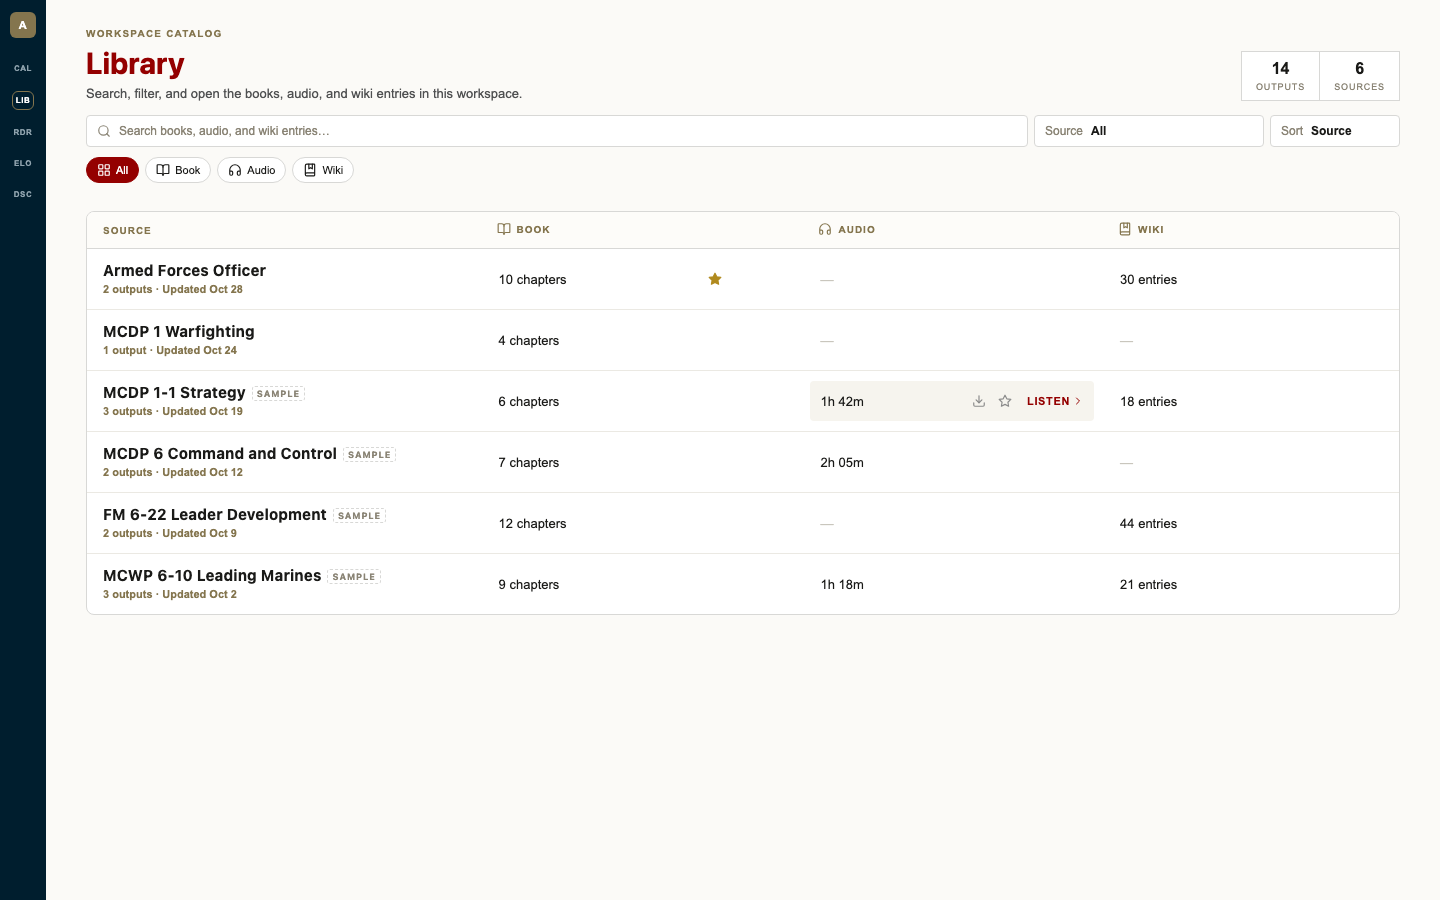 A
CAL
LIB
RDR
ELO
DSC
WORKSPACE CATALOG
Library
Search, filter, and open the books, audio, and wiki entries in this workspace.
14
OUTPUTS
6
SOURCES
Search books, audio, and wiki entries...
Source All
Sort Source
All
Book
Audio
Wiki
SOURCE BOOK AUDIO WIKI
Armed Forces Officer
2 outputs · Updated Oct 28
10 chapters
—
30 entries
MCDP 1 Warfighting
1 output · Updated Oct 24
4 chapters
—
—
MCDP 1-1 Strategy SAMPLE
3 outputs · Updated Oct 19
6 chapters
1h 42m
LISTEN >
18 entries
MCDP 6 Command and Control SAMPLE
2 outputs · Updated Oct 12
7 chapters
2h 05m
—
FM 6-22 Leader Development SAMPLE
2 outputs · Updated Oct 9
12 chapters
—
44 entries
MCWP 6-10 Leading Marines SAMPLE
3 outputs · Updated Oct 2
9 chapters
1h 18m
21 entries